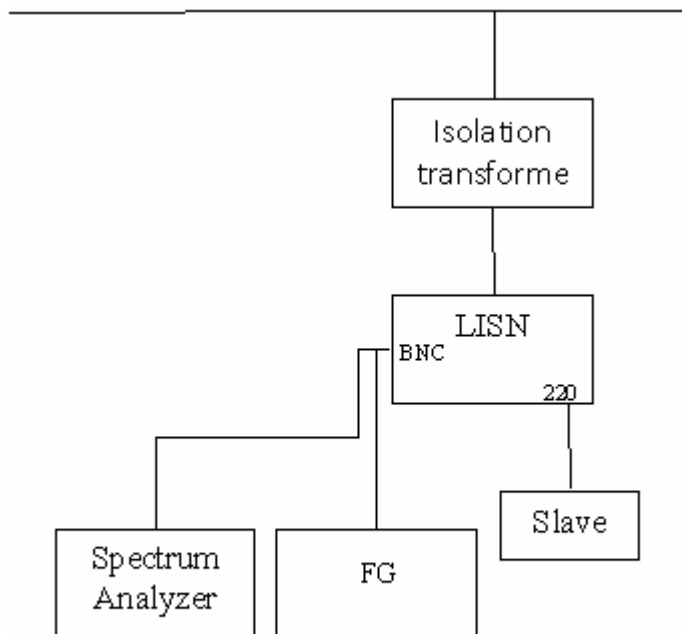 Isolation
transforme
LISN
BNC
220
Slave
Spectrum
Analyzer
FG